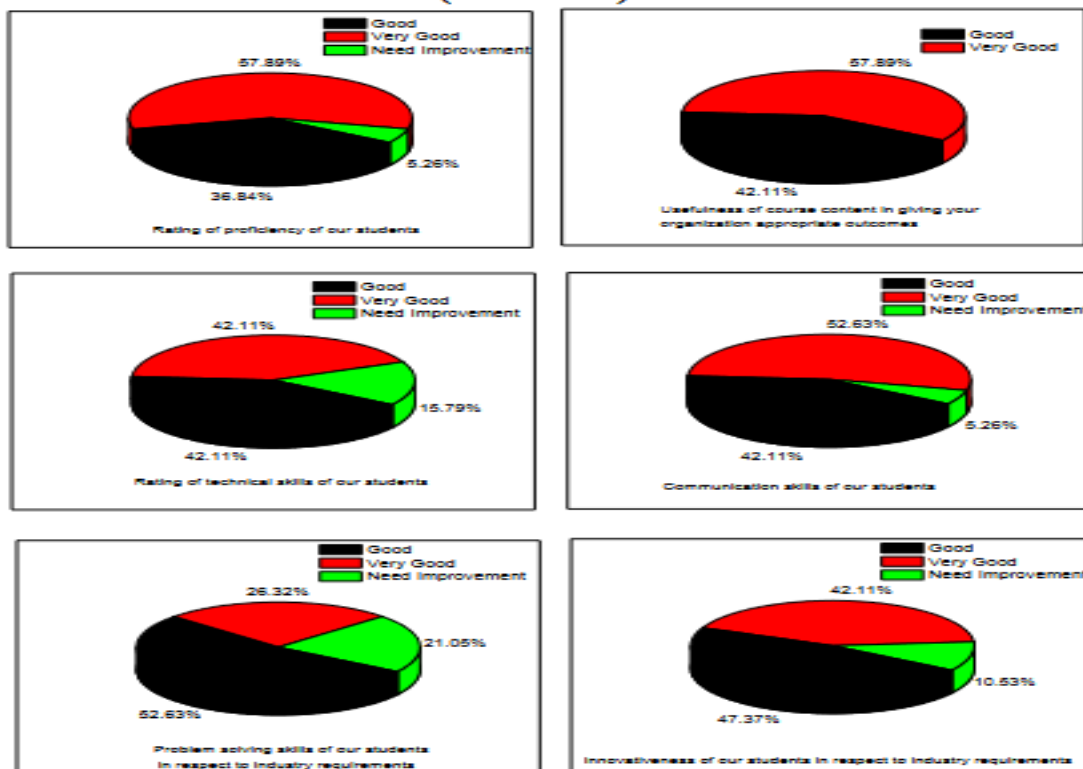 Good
Very Good
Need Improvement
57.89%
5.26%
36.84%
Rating of proficiency of our students
Good
Very Good
57.89%
42.11%
Usefulness of course content in giving your
organization appropriate outcomes
Good
Very Good
Need Improvement
42.11%
15.79%
42.11%
Rating of technical skills of our students
Good
Very Good
Need Improvement
52.63%
5.26%
42.11%
Communication skills of our students
Good
Very Good
Need Improvement
26.32%
21.05%
52.63%
Problem solving skills of our students
in respect to industry requirements
Good
Very Good
Need Improvement
42.11%
10.53%
47.37%
Innovativeness of our students in respect to industry requirements